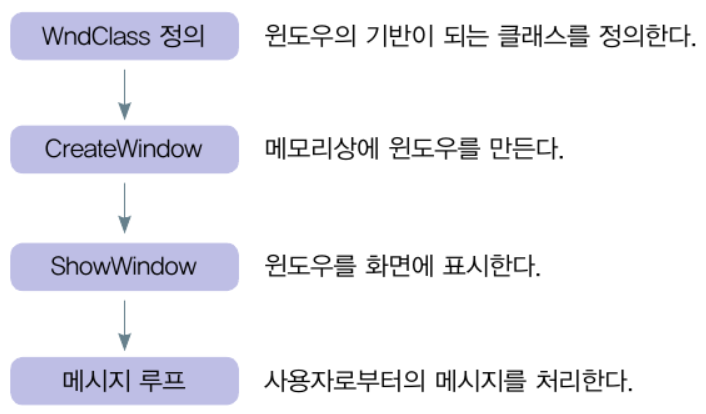 WndClass 정의 윈도우의 기반이 되는 클래스를 정의한다.
CreateWindow 메모리상에 윈도우를 만든다.
ShowWindow 윈도우를 화면에 표시한다.
메시지 루프 사용자로부터의 메시지를 처리한다.